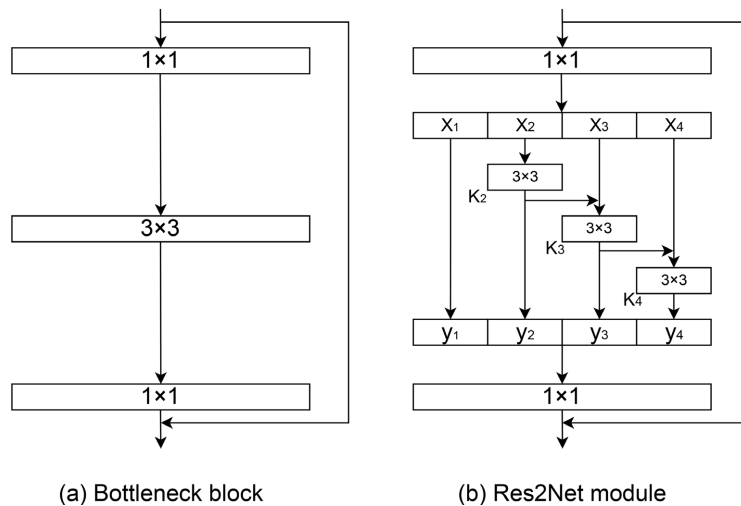 1×1
3×3
1×1
(a) Bottleneck block
1×1
X1 X2 X3 X4
3×3
K2
3×3
K3
3×3
K4
y1 y2 y3 y4
1×1
(b) Res2Net module